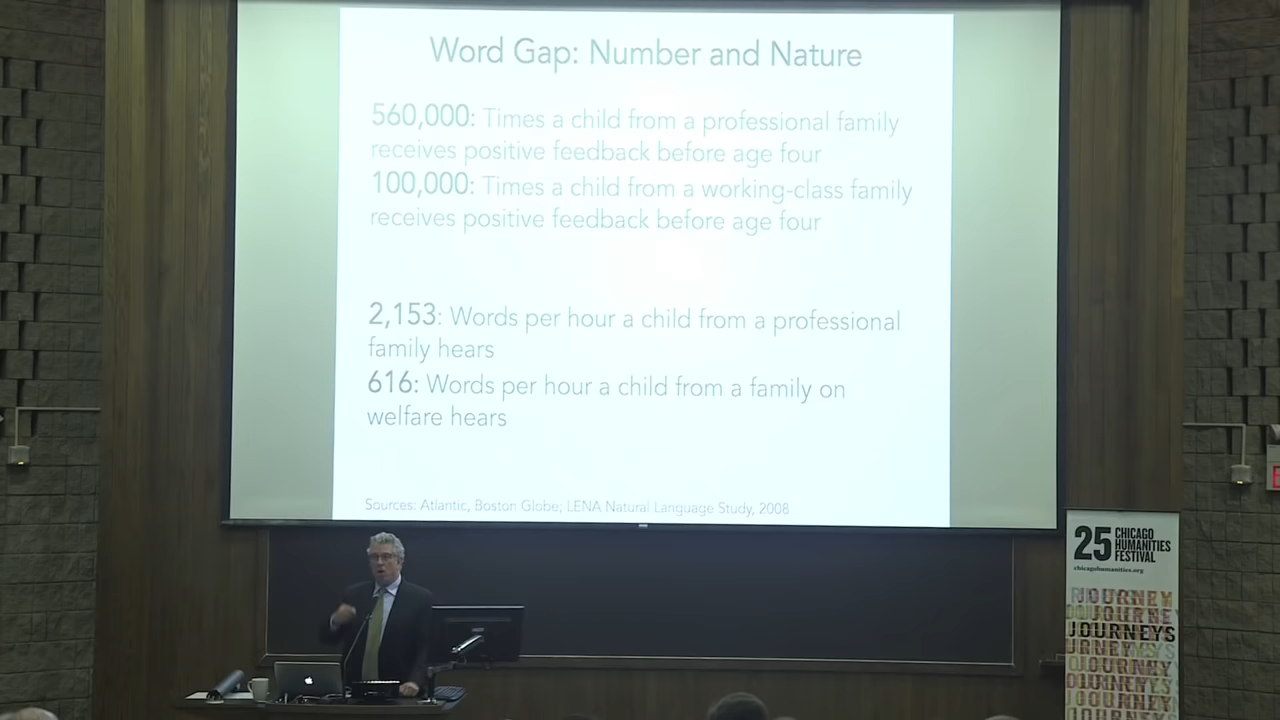 Word Gap: Number and Nature
560,000: Times a child from a professional family
receives positive feedback before age four
100,000: Times a child from a working-class family
receives positive feedback before age four
2,153: Words per hour a child from a professional
family hears
616: Words per hour a child from a family on
welfare hears
Sources: Atlantic, Boston Globe; LENA Natural Language Study, 2008
25 CHICAGO
HUMANITIES
FESTIVAL
chicagohumanities.org
JOURNEY
JOURNEYS
JOURNEY